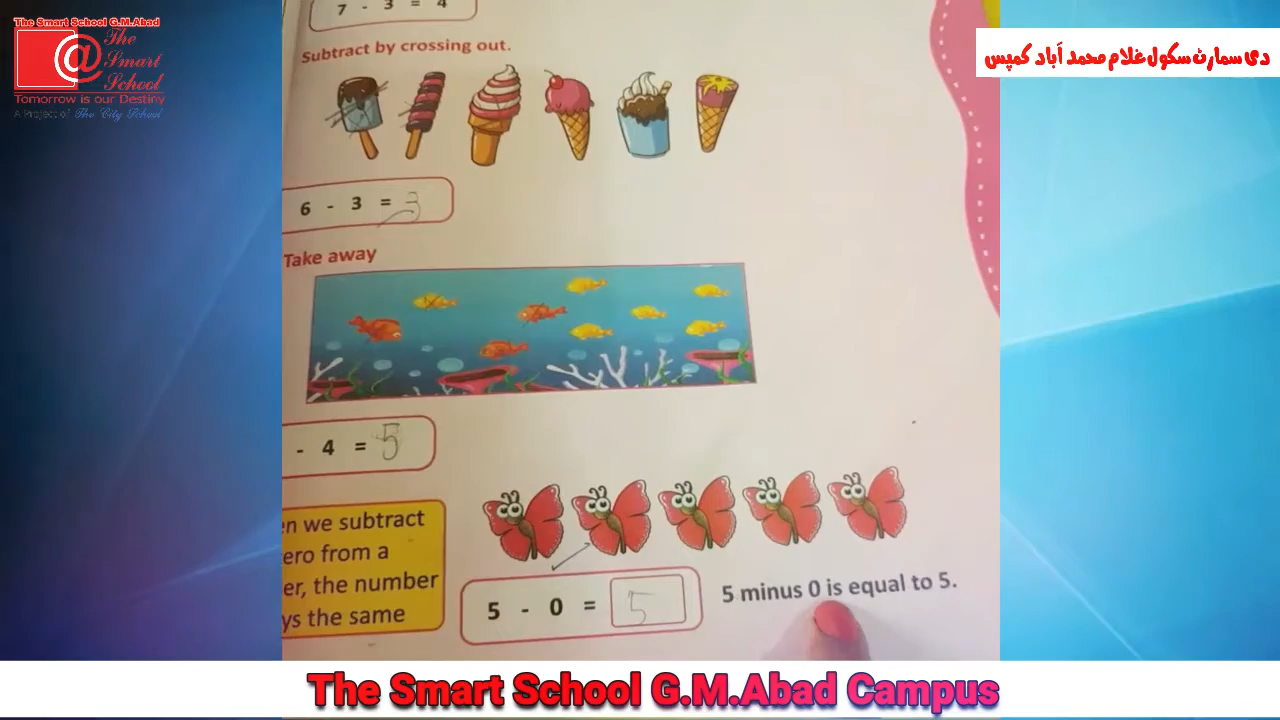 The Smart School G.M.Abad
The
Smart
School
Tomorrow is our Destiny
A Project of The City School
دی سمارٹ سکول غلام محمد آباد کمپس
7 - 3 = 4
Subtract by crossing out.
6 - 3 = 3
Take away
- 4 = 5
en we subtract
ero from a
er, the number
ys the same
5 - 0 = 5
5 minus 0 is equal to 5.
The Smart School G.M.Abad Campus